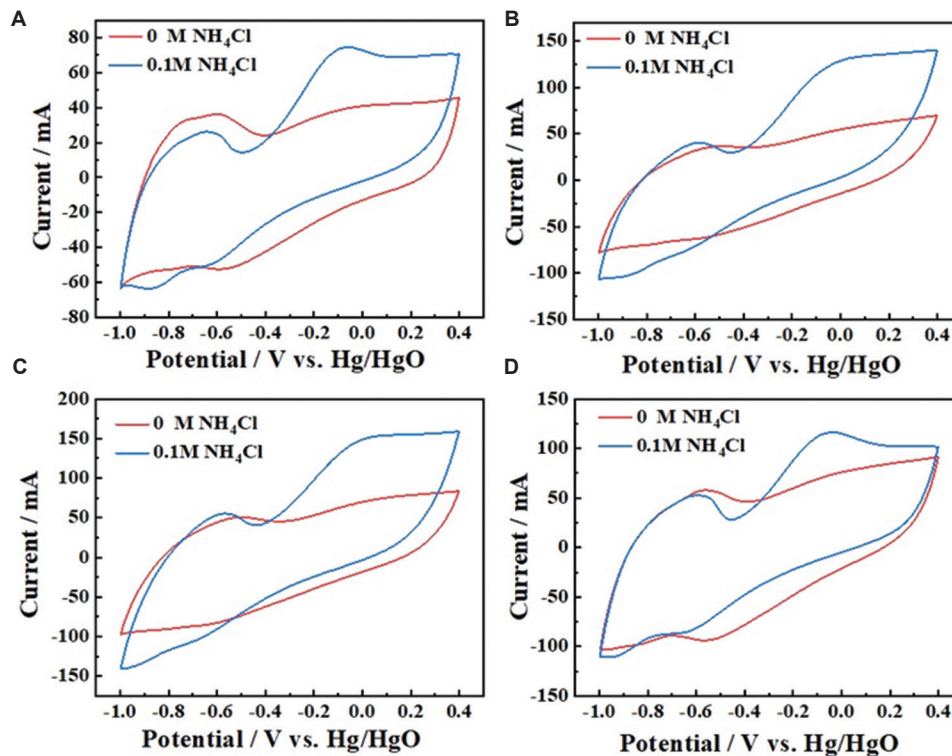 A
0 M NH₄Cl
0.1M NH₄Cl
80
60
40
20
0
-20
-40
-60
-80
Current / mA
-1.0 -0.8 -0.6 -0.4 -0.2 0.0 0.2 0.4
Potential / V vs. Hg/HgO
B
0 M NH₄Cl
0.1M NH₄Cl
150
100
50
0
-50
-100
-150
Current / mA
-1.0 -0.8 -0.6 -0.4 -0.2 0.0 0.2 0.4
Potential / V vs. Hg/HgO
C
0 M NH₄Cl
0.1M NH₄Cl
200
150
100
50
0
-50
-100
-150
Current / mA
-1.0 -0.8 -0.6 -0.4 -0.2 0.0 0.2 0.4
Potential / V vs. Hg/HgO
D
0 M NH₄Cl
0.1M NH₄Cl
150
100
50
0
-50
-100
-150
Current / mA
-1.0 -0.8 -0.6 -0.4 -0.2 0.0 0.2 0.4
Potential / V vs. Hg/HgO